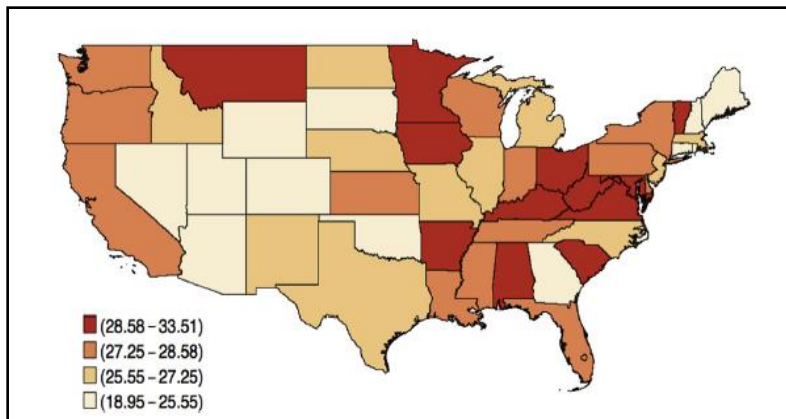 (28.58 – 33.51)
(27.25 – 28.58)
(25.55 – 27.25)
(18.95 – 25.55)